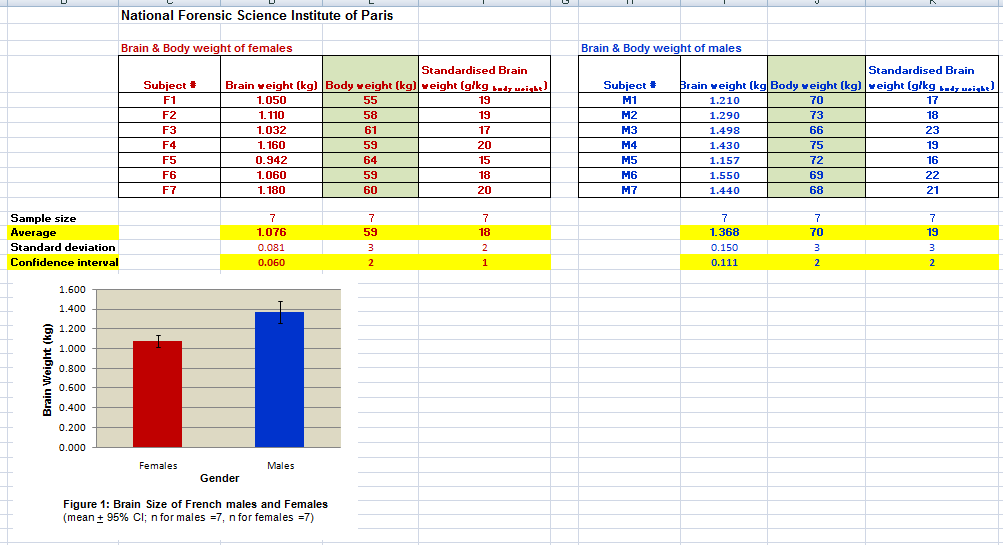 D C D E F G H I J K
National Forensic Science Institute of Paris
Brain & Body weight of females Brain & Body weight of males
Standardised Brain Standardised Brain
Subject # Brain weight (kg) Body weight (kg) weight (g/kg body weight) Subject # Brain weight (kg Body weight (kg) weight (g/kg body weight)
F1 1.050 55 19 M1 1.210 70 17
F2 1.110 58 19 M2 1.290 73 18
F3 1.032 61 17 M3 1.498 66 23
F4 1.160 59 20 M4 1.430 75 19
F5 0.942 64 15 M5 1.157 72 16
F6 1.060 59 18 M6 1.550 69 22
F7 1.180 60 20 M7 1.440 68 21
Sample size 7 7 7 7 7 7
Average 1.076 59 18 1.368 70 19
Standard deviation 0.081 3 2 0.150 3 3
Confidence interval 0.060 2 1 0.111 2 2
1.600
1.400
1.200
1.000
0.800
0.600
0.400
0.200
0.000
Brain Weight (kg)
Females Males
Gender
Figure 1: Brain Size of French males and Females
(mean ± 95% CI; n for males =7, n for females =7)